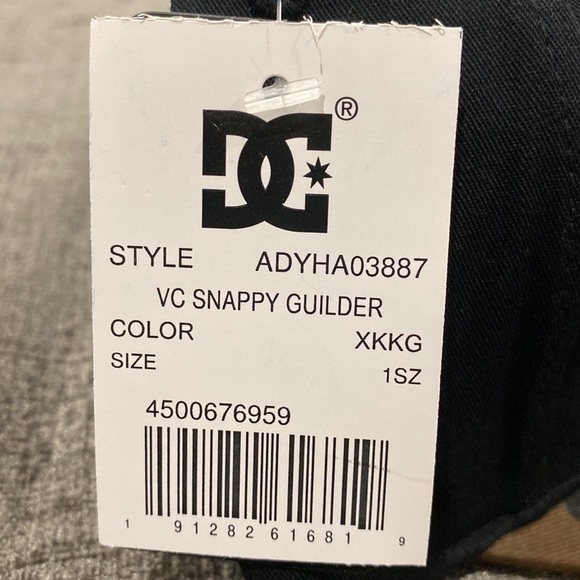 DC ®
STYLE ADYHA03887
VC SNAPPY GUILDER
COLOR XKKG
SIZE 1SZ
4500676959
1 91282 61681 9